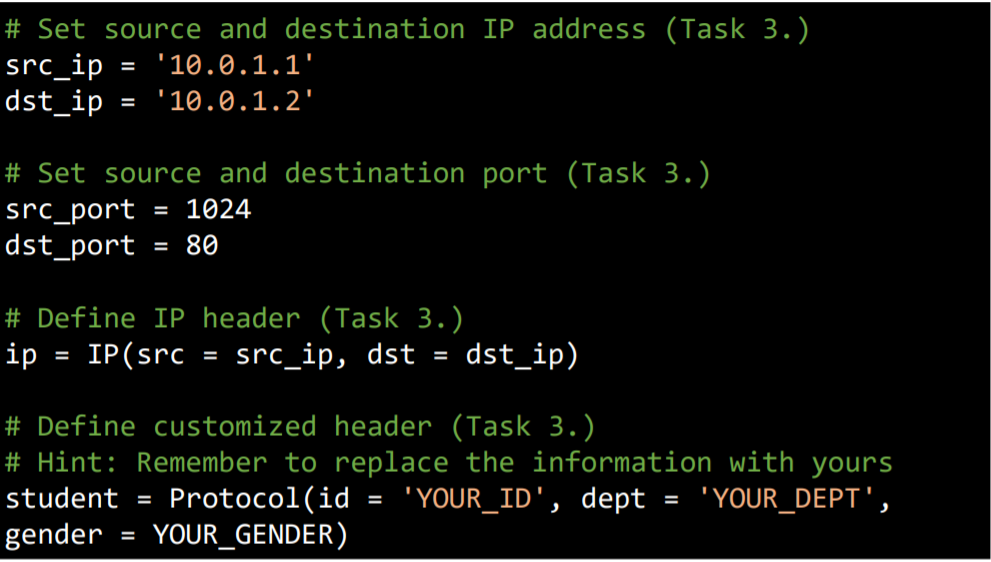 # Set source and destination IP address (Task 3.)
src_ip = '10.0.1.1'
dst_ip = '10.0.1.2'
# Set source and destination port (Task 3.)
src_port = 1024
dst_port = 80
# Define IP header (Task 3.)
ip = IP(src = src_ip, dst = dst_ip)
# Define customized header (Task 3.)
# Hint: Remember to replace the information with yours
student = Protocol(id = 'YOUR_ID', dept = 'YOUR_DEPT',
gender = YOUR_GENDER)